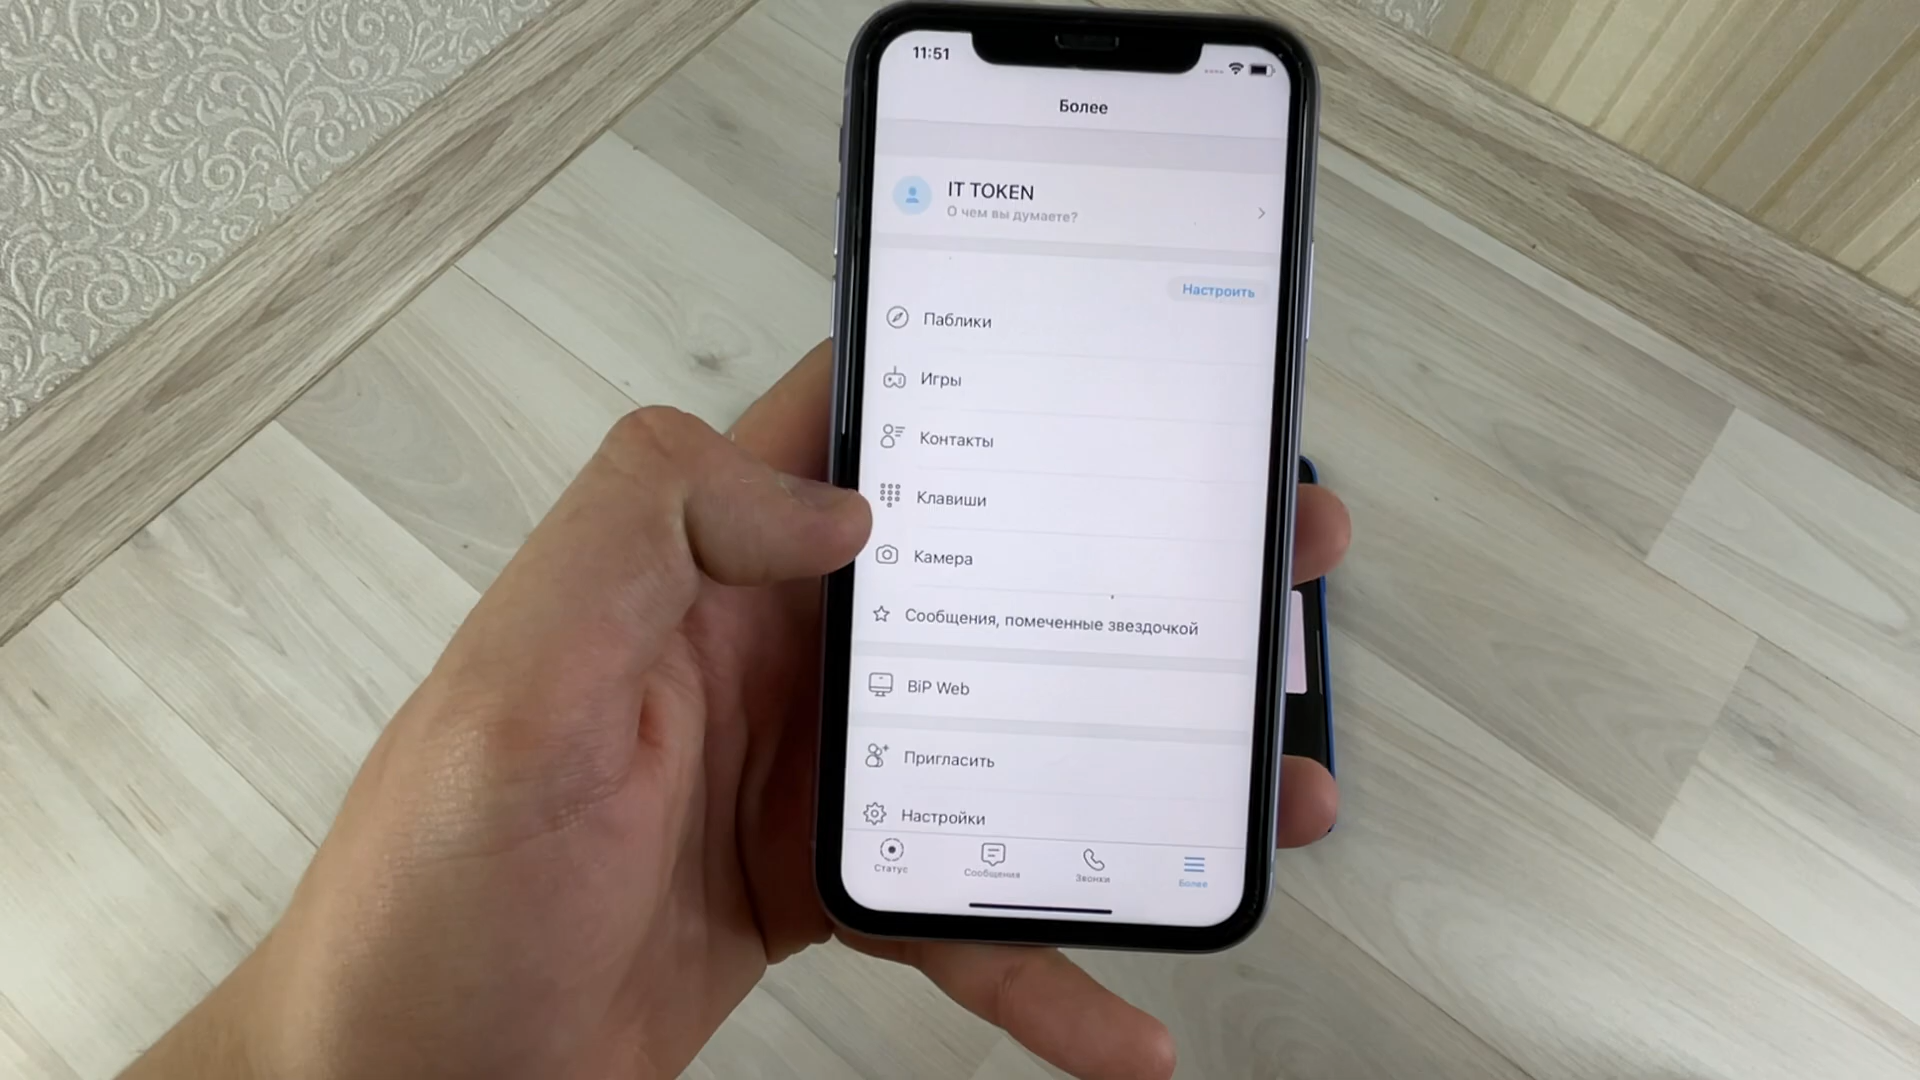 11:51
Более
IT TOKEN
О чем вы думаете?
Настроить
Паблики
Игры
Контакты
Клавиши
Камера
Сообщения, помеченные звездочкой
BiP Web
Пригласить
Настройки
Статус
Сообщения
Звонки
Более